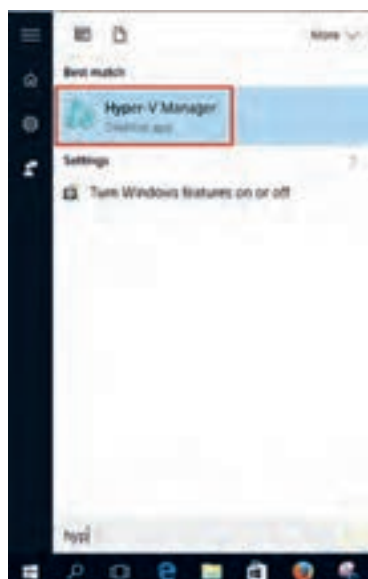 More
Best match
Hyper-V Manager
Desktop app
Settings
Turn Windows features on or off
hyp